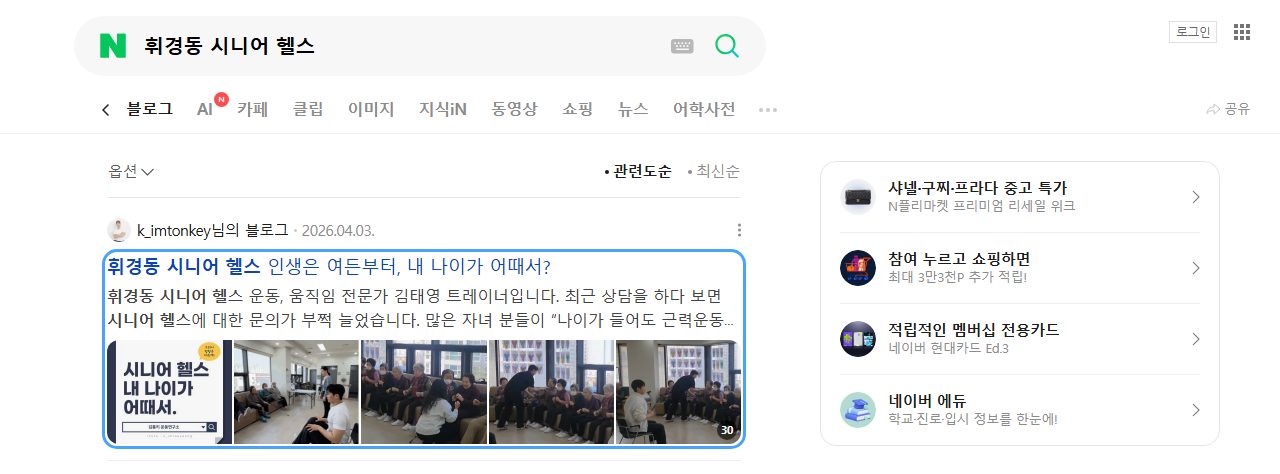 N 휘경동 시니어 헬스
로그인
블로그 AI N 카페 클립 이미지 지식iN 동영상 쇼핑 뉴스 어학사전
공유
옵션
• 관련도순 • 최신순
k_imtonkey님의 블로그 · 2026.04.03.
휘경동 시니어 헬스 인생은 여든부터, 내 나이가 어때서?
휘경동 시니어 헬스 운동, 움직임 전문가 김태영 트레이너입니다. 최근 상담을 하다 보면
시니어 헬스에 대한 문의가 부쩍 늘었습니다. 많은 자녀 분들이 “나이가 들어도 근력운동...
시니어 헬스
내 나이가
어때서.
30
샤넬·구찌·프라다 중고 특가
N플리마켓 프리미엄 리세일 위크
참여 누르고 쇼핑하면
최대 3만3천P 추가 적립!
적립적인 멤버십 전용카드
네이버 현대카드 Ed.3
네이버 에듀
학교·진로·입시 정보를 한눈에!